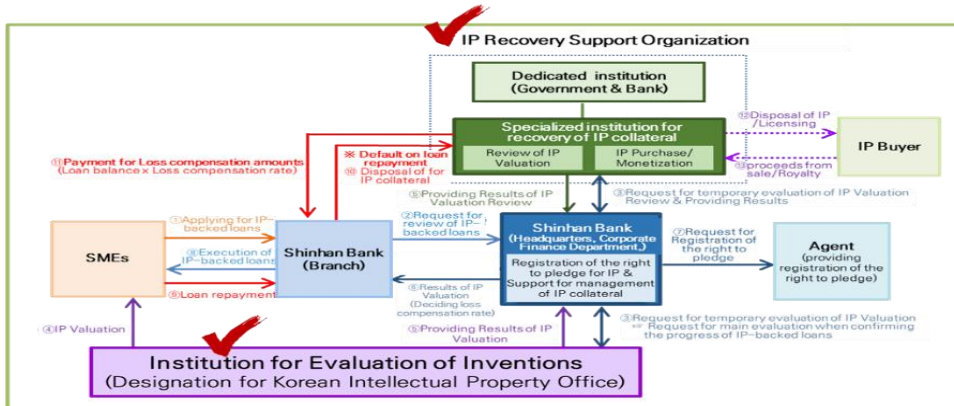 IP Recovery Support Organization
Dedicated institution
(Government & Bank)
Specialized institution for
recovery of IP collateral
Review of IP
Valuation
IP Purchase/
Monetization
⑫Disposal of IP
/Licensing
IP Buyer
⑬proceeds from
sale/Royalty
⑪Payment for Loss compensation amounts
(Loan balance x Loss compensation rate)
※ Default on loan
repayment
⑩ Disposal of for
IP collateral
⑤Providing Results of IP
Valuation Review
③Request for temporary evaluation of IP Valuation
Review & Providing Results
①Applying for IP-
backed loans
②Request for
review of IP-
backed loans
SMEs
⑧Execution of
IP-backed loans
Shinhan Bank
(Branch)
Shinhan Bank
(Headquarters, Corporate
Finance Department,)
Registration of the right
to pledge for IP &
Support for management
of IP collateral
⑦Request for
Registration of
the right to
pledge
Agent
(providing
registration of the
right to pledge)
⑨Loan repayment
⑥Results of IP
Valuation
(Deciding loss
compensation rate)
④IP Valuation
⑤Providing Results of IP
Valuation
③Request for temporary evaluation of IP Valuation
☞ Request for main evaluation when confirming
the progress of IP-backed loans
Institution for Evaluation of Inventions
(Designation for Korean Intellectual Property Office)